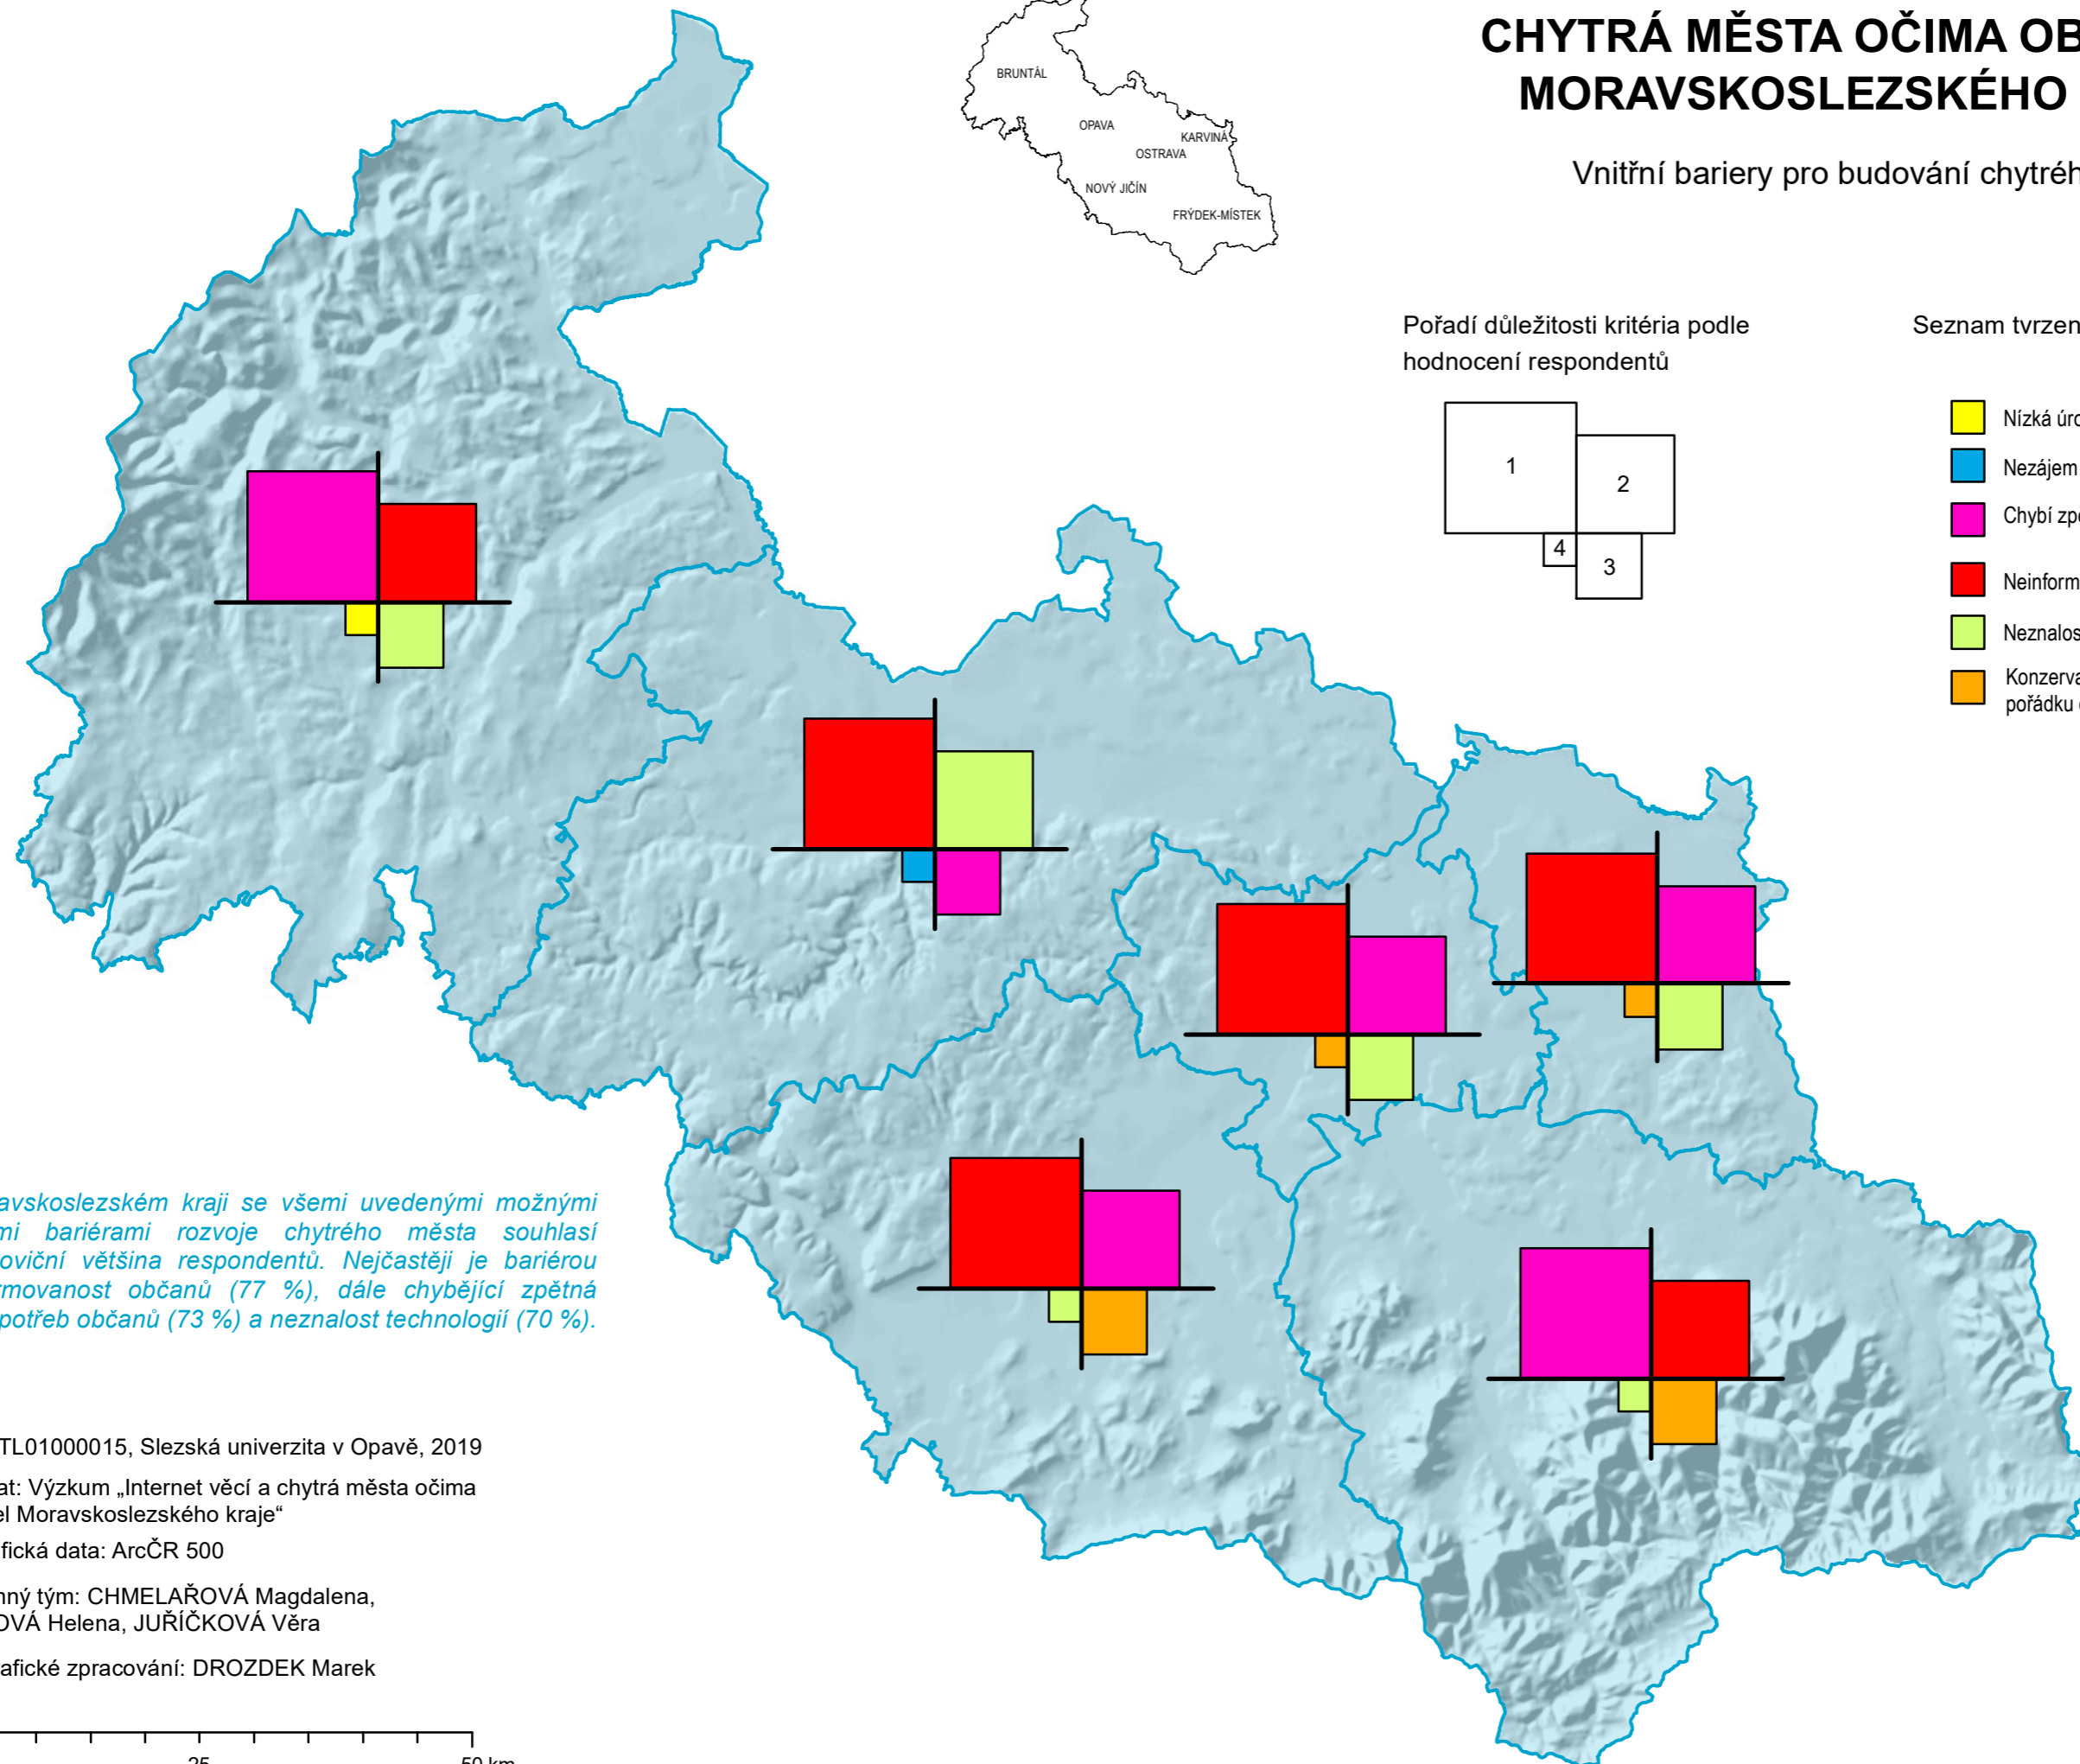 CHYTRÁ MĚSTA OČIMA OB
MORAVSKOSLEZSKÉHO
Vnitřní bariery pro budování chytréh
BRUNTÁL
OPAVA
KARVINÁ
OSTRAVA
NOVÝ JIČÍN
FRÝDEK-MÍSTEK
Pořadí důležitosti kritéria podle
hodnocení respondentů
1
2
4
3
Seznam tvrzen
Nízká úro
Nezájem
Chybí zpě
Neinform
Neznalos
Konzerva
pořádku
avskoslezském kraji se všemi uvedenými možnými
mi bariérami rozvoje chytrého města souhlasí
oviční většina respondentů. Nejčastěji je bariérou
rmovanost občanů (77 %), dále chybějící zpětná
potřeb občanů (73 %) a neznalost technologií (70 %).
TL01000015, Slezská univerzita v Opavě, 2019
at: Výzkum „Internet věcí a chytrá města očima
el Moravskoslezského kraje“
fická data: ArcČR 500
nný tým: CHMELAŘOVÁ Magdalena,
OVÁ Helena, JUŘÍČKOVÁ Věra
rafické zpracování: DROZDEK Marek
25
50 km